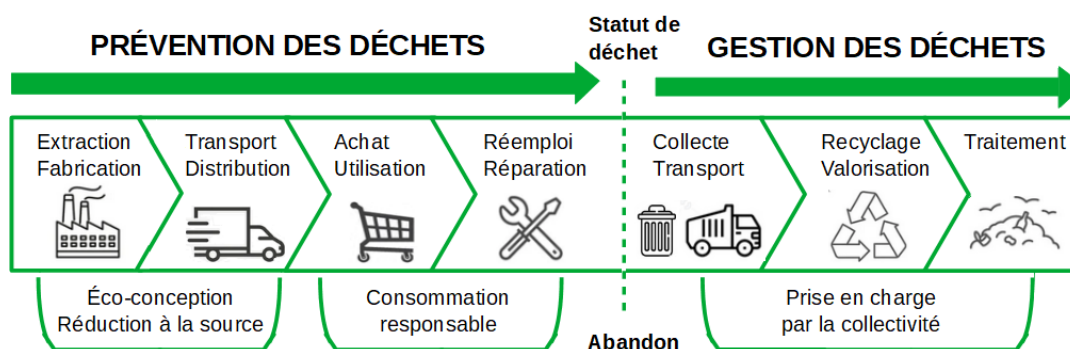 PRÉVENTION DES DÉCHETS
Statut de
déchet
GESTION DES DÉCHETS
Extraction
Fabrication
Transport
Distribution
Achat
Utilisation
Réemploi
Réparation
Collecte
Transport
Recyclage
Valorisation
Traitement
Éco-conception
Réduction à la source
Consommation
responsable
Abandon
Prise en charge
par la collectivité